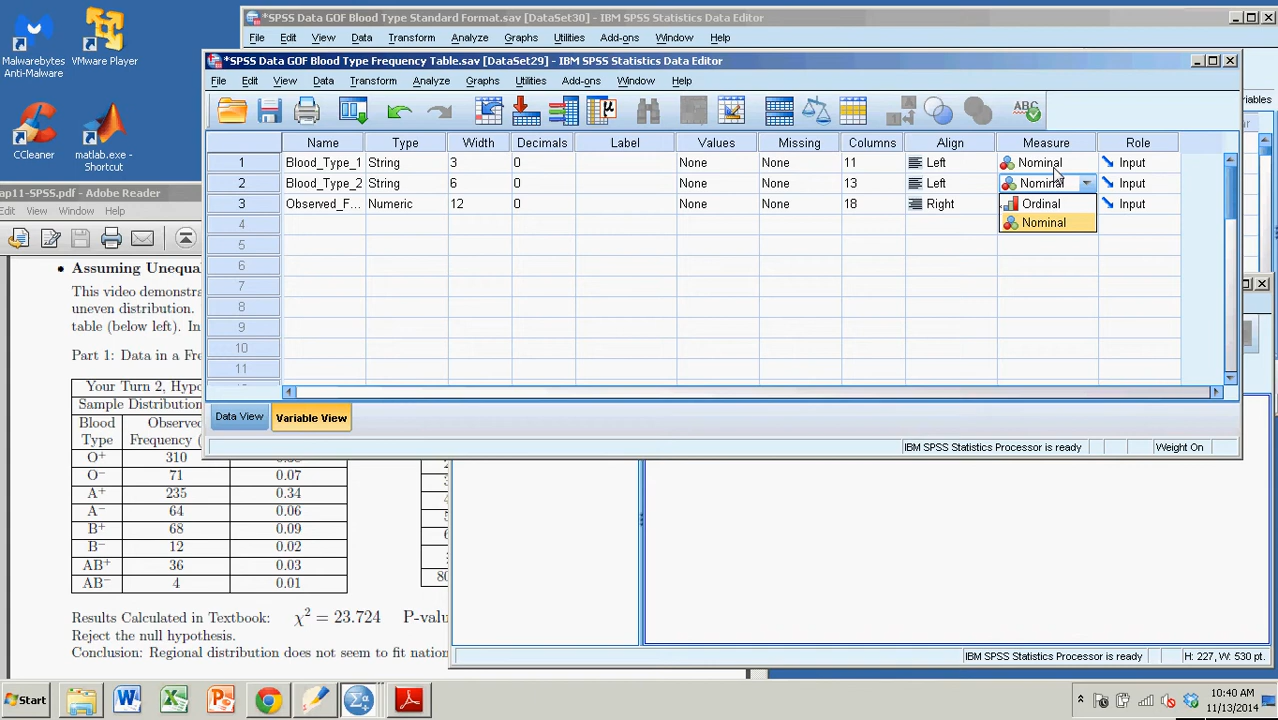 *SPSS Data GOF Blood Type Standard Format.sav [DataSet30] - IBM SPSS Statistics Data Editor
File Edit View Data Transform Analyze Graphs Utilities Add-ons Window Help
Malwarebytes Anti-Malware
VMware Player
CCleaner
matlab.exe - Shortcut
*SPSS Data GOF Blood Type Frequency Table.sav [DataSet29] - IBM SPSS Statistics Data Editor
File Edit View Data Transform Analyze Graphs Utilities Add-ons Window Help
ABC
Name Type Width Decimals Label Values Missing Columns Align Measure Role
1 Blood_Type_1 String 3 0 None None 11 Left Nominal Input
2 Blood_Type_2 String 6 0 None None 13 Left Nominal Input
3 Observed_F... Numeric 12 0 None None 18 Right Input
Ordinal
Nominal
4
5
6
7
8
9
10
11
Data View Variable View
IBM SPSS Statistics Processor is ready Weight On
ap11-SPSS.pdf - Adobe Reader
View Window Help
• Assuming Unequa
This video demonstra
uneven distribution.
table (below left). In
Part 1: Data in a Fre
Your Turn 2, Hypo
Sample Distribution
Blood Type Observed Frequency (
O+ 310
O− 71 0.07
A+ 235 0.34
A− 64 0.06
B+ 68 0.09
B− 12 0.02
AB+ 36 0.03
AB− 4 0.01
80
Results Calculated in Textbook: χ² = 23.724 P-valu
Reject the null hypothesis.
Conclusion: Regional distribution does not seem to fit nation
IBM SPSS Statistics Processor is ready H: 227, W: 530 pt.
Start
10:40 AM
11/13/2014